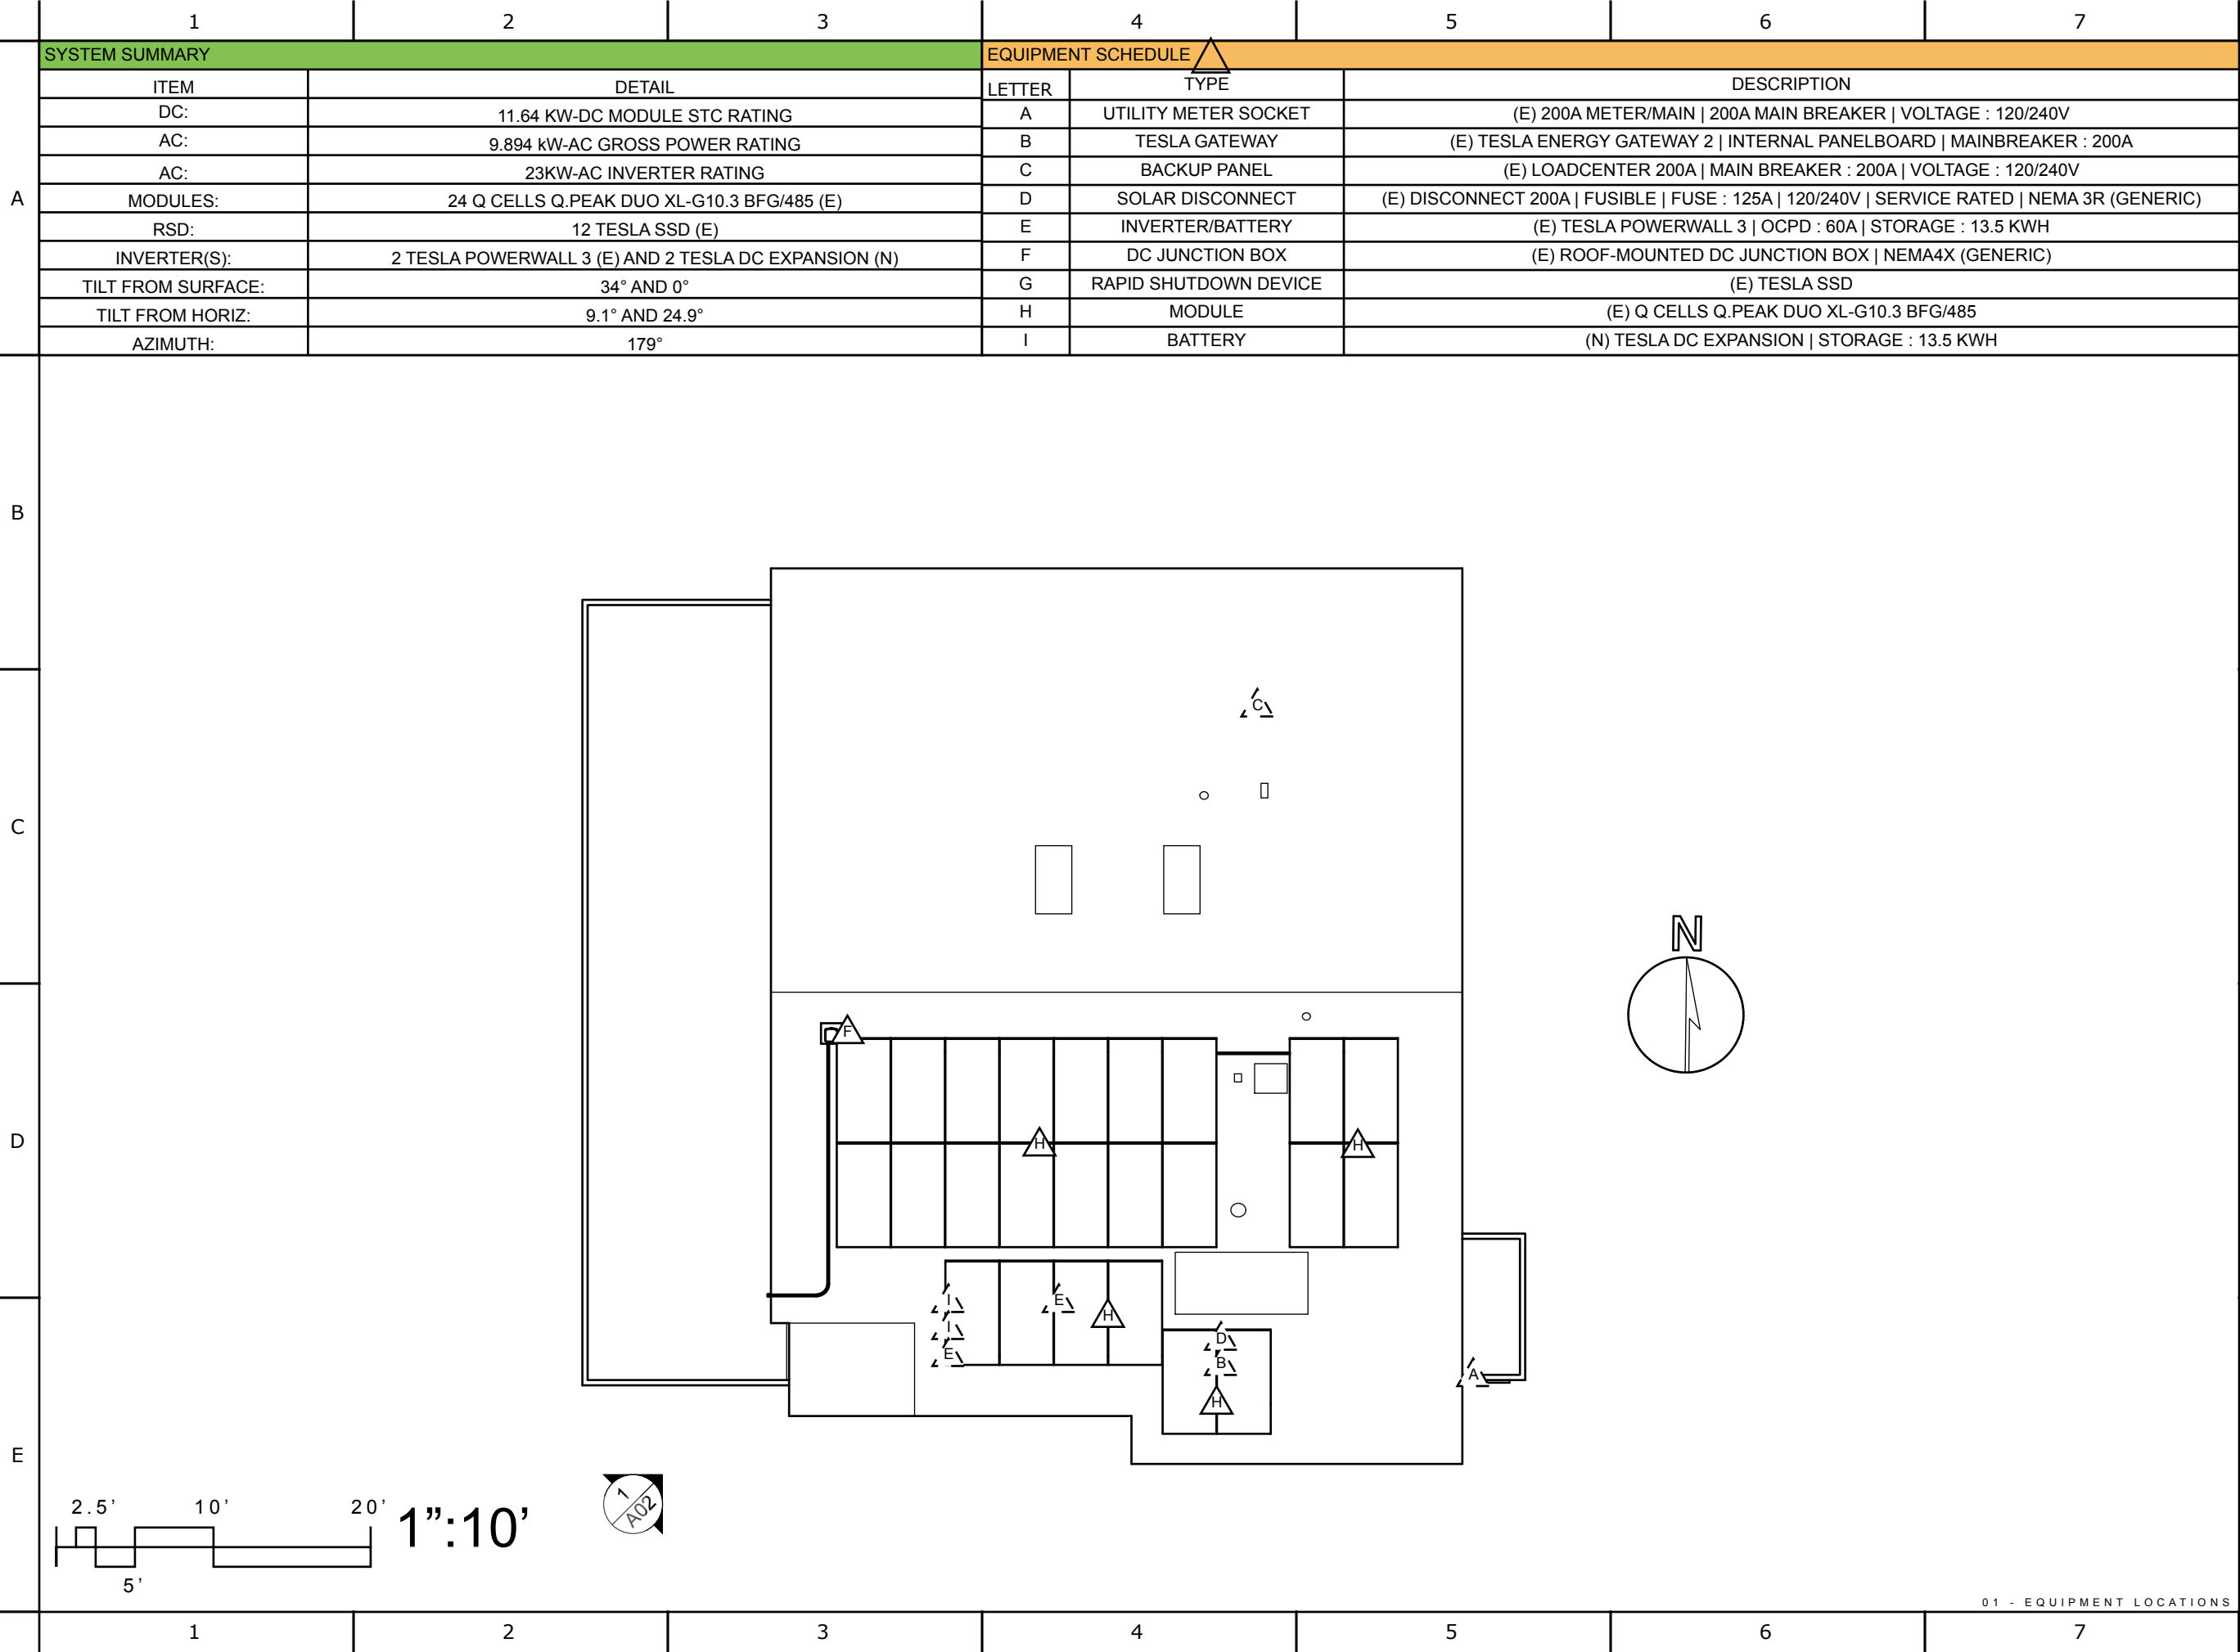 1 2 3 4 5 6 7
SYSTEM SUMMARY
ITEM DETAIL
DC: 11.64 KW-DC MODULE STC RATING
AC: 9.894 kW-AC GROSS POWER RATING
AC: 23KW-AC INVERTER RATING
MODULES: 24 Q CELLS Q.PEAK DUO XL-G10.3 BFG/485 (E)
RSD: 12 TESLA SSD (E)
INVERTER(S): 2 TESLA POWERWALL 3 (E) AND 2 TESLA DC EXPANSION (N)
TILT FROM SURFACE: 34° AND 0°
TILT FROM HORIZ: 9.1° AND 24.9°
AZIMUTH: 179°
EQUIPMENT SCHEDULE
LETTER TYPE DESCRIPTION
A UTILITY METER SOCKET (E) 200A METER/MAIN | 200A MAIN BREAKER | VOLTAGE : 120/240V
B TESLA GATEWAY (E) TESLA ENERGY GATEWAY 2 | INTERNAL PANELBOARD | MAINBREAKER : 200A
C BACKUP PANEL (E) LOADCENTER 200A | MAIN BREAKER : 200A | VOLTAGE : 120/240V
D SOLAR DISCONNECT (E) DISCONNECT 200A | FUSIBLE | FUSE : 125A | 120/240V | SERVICE RATED | NEMA 3R (GENERIC)
E INVERTER/BATTERY (E) TESLA POWERWALL 3 | OCPD : 60A | STORAGE : 13.5 KWH
F DC JUNCTION BOX (E) ROOF-MOUNTED DC JUNCTION BOX | NEMA4X (GENERIC)
G RAPID SHUTDOWN DEVICE (E) TESLA SSD
H MODULE (E) Q CELLS Q.PEAK DUO XL-G10.3 BFG/485
I BATTERY (N) TESLA DC EXPANSION | STORAGE : 13.5 KWH
A
B
C
D
E
C
N
F
H H
I E
H
I
D
E
B
A
H
2.5' 10' 20'
5'
1”:10’
1
A02
01 - EQUIPMENT LOCATIONS
1 2 3 4 5 6 7